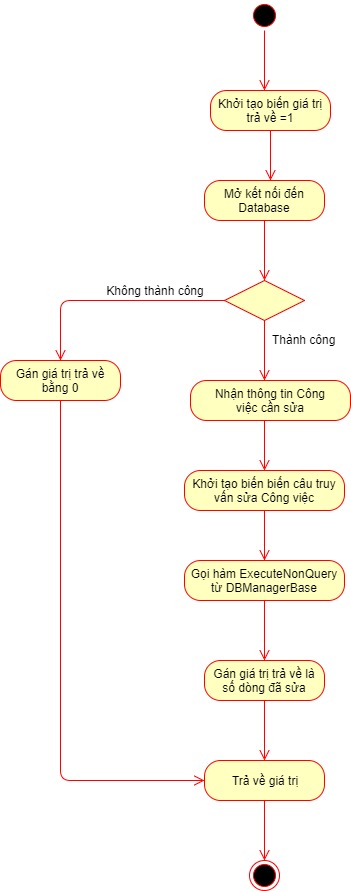 Khởi tạo biến giá trị
trả về =1
Mở kết nối đến
Database
Không thành công
Thành công
Gán giá trị trả về
bằng 0
Nhận thông tin Công
việc cần sửa
Khởi tạo biến biến câu truy
vấn sửa Công việc
Gọi hàm ExecuteNonQuery
từ DBManagerBase
Gán giá trị trả về là
số dòng đã sửa
Trả về giá trị